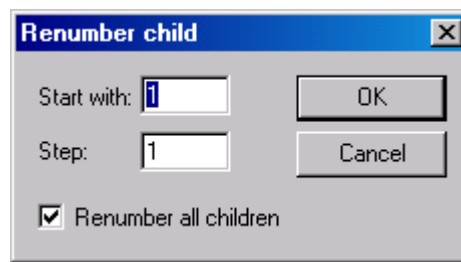 Renumber child
Start with: 1
OK
Step: 1
Cancel
Renumber all children